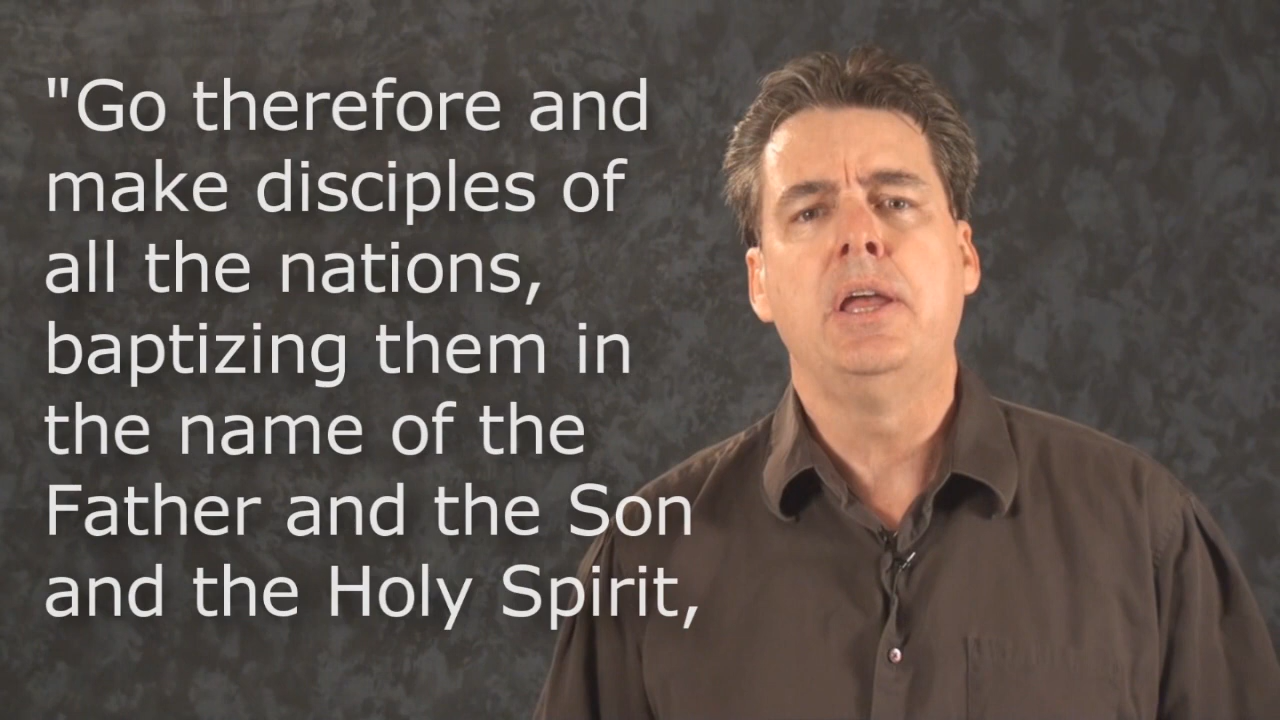 "Go therefore and
make disciples of
all the nations,
baptizing them in
the name of the
Father and the Son
and the Holy Spirit,